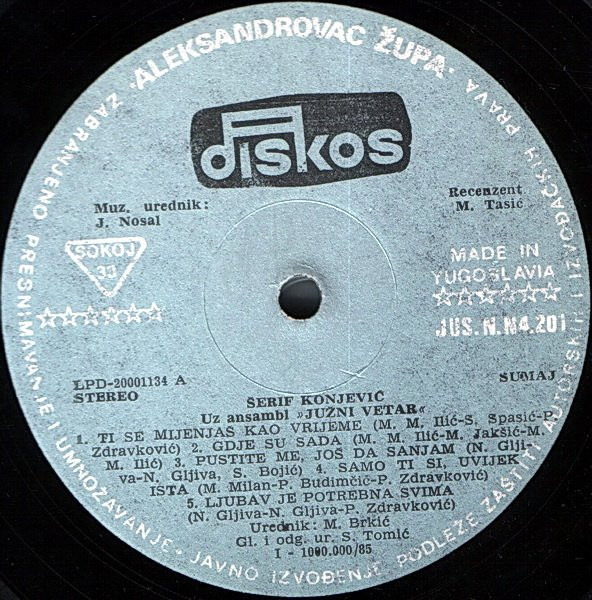 ·ALEKSANDROVAC ŽUPA·
diskos
Muz. urednik:
J. Nosal
Recenzent
M. Tasić
SOKOJ
33
MADE IN
YUGOSLAVIA
JUS.N.N4.201
LPD-20001134 A
STEREO
SUMAJ
ŠERIF KONJEVIĆ
Uz ansambl »JUŽNI VETAR«
1. TI SE MIJENJAŠ KAO VRIJEME (M. M. Ilić-S. Spasić-P.
Zdravković) 2. GDJE SU SADA (M. M. Ilić-M. Jakšić-M.
M. Ilić) 3. PUSTITE ME, JOŠ DA SANJAM (N. Glji-
va-N. Gljiva, S. Bojić) 4. SAMO TI SI, UVIJEK
ISTA (M. Milan-P. Budimčić-P. Zdravković)
5. LJUBAV JE POTREBNA SVIMA
(N. Gljiva-N. Gljiva-P. Zdravković)
Urednik: M. Brkić
Gl. i odg. ur. S. Tomić
I - 1000.000/85
ZABRANJENO PRESNIMAVANJE I UMNOŽAVANJE · JAVNO IZVOĐENJE PODLEŽE ZAŠTITI AUTORSKIH I IZVOĐAČKIH PRAVA